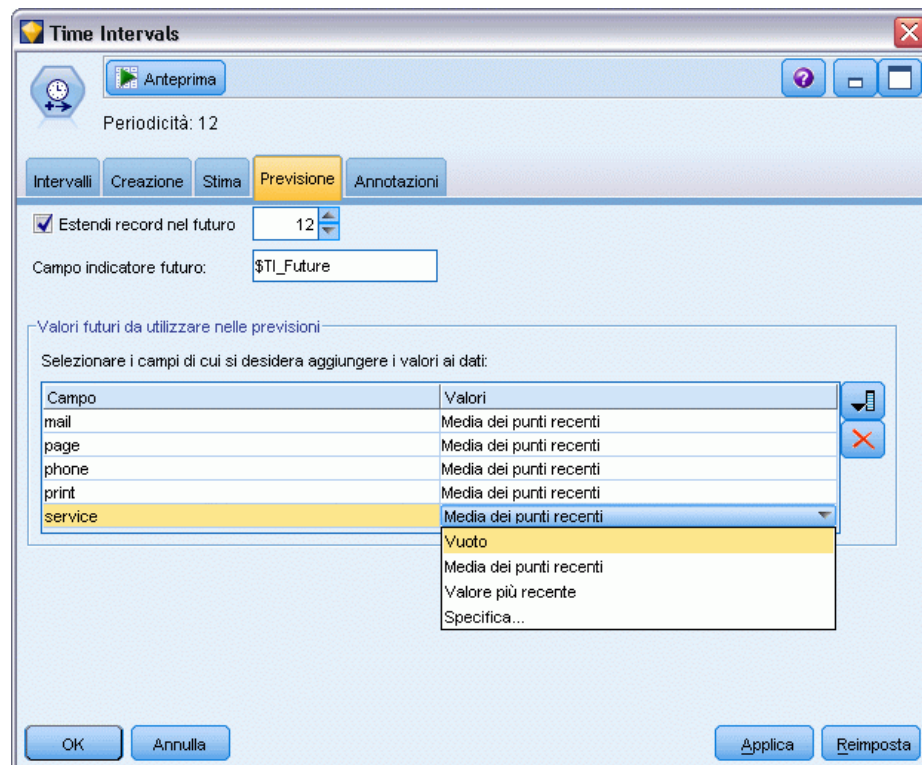 Time Intervals
Anteprima
Periodicità: 12
Intervalli Creazione Stima Previsione Annotazioni
Estendi record nel futuro 12
Campo indicatore futuro: $TI_Future
Valori futuri da utilizzare nelle previsioni
Selezionare i campi di cui si desidera aggiungere i valori ai dati:
Campo Valori
mail Media dei punti recenti
page Media dei punti recenti
phone Media dei punti recenti
print Media dei punti recenti
service Media dei punti recenti
Vuoto
Media dei punti recenti
Valore più recente
Specifica...
OK Annulla Applica Reimposta